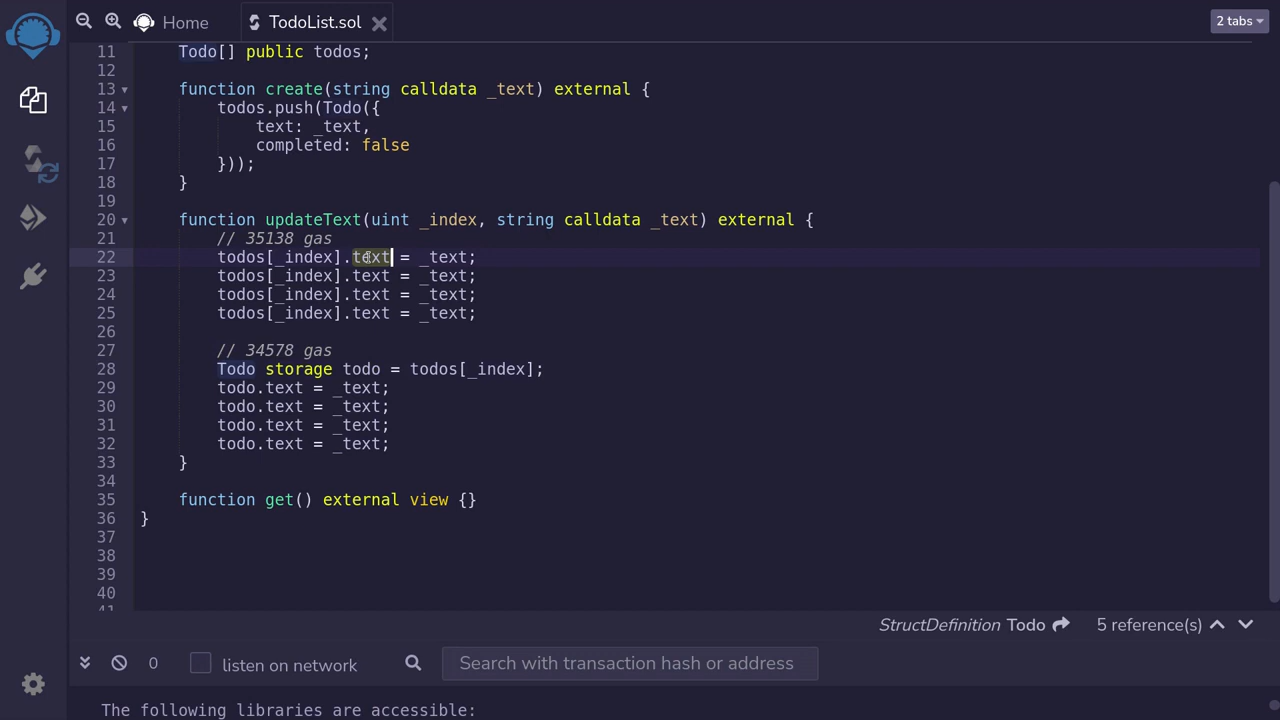 Home
TodoList.sol
2 tabs
11 Todo[] public todos;
12
13 function create(string calldata _text) external {
14 todos.push(Todo({
15 text: _text,
16 completed: false
17 }));
18 }
19
20 function updateText(uint _index, string calldata _text) external {
21 // 35138 gas
22 todos[_index].text = _text;
23 todos[_index].text = _text;
24 todos[_index].text = _text;
25 todos[_index].text = _text;
26
27 // 34578 gas
28 Todo storage todo = todos[_index];
29 todo.text = _text;
30 todo.text = _text;
31 todo.text = _text;
32 todo.text = _text;
33 }
34
35 function get() external view {}
36 }
37
38
39
40
41
StructDefinition Todo 5 reference(s)
0 listen on network Search with transaction hash or address
The following libraries are accessible: